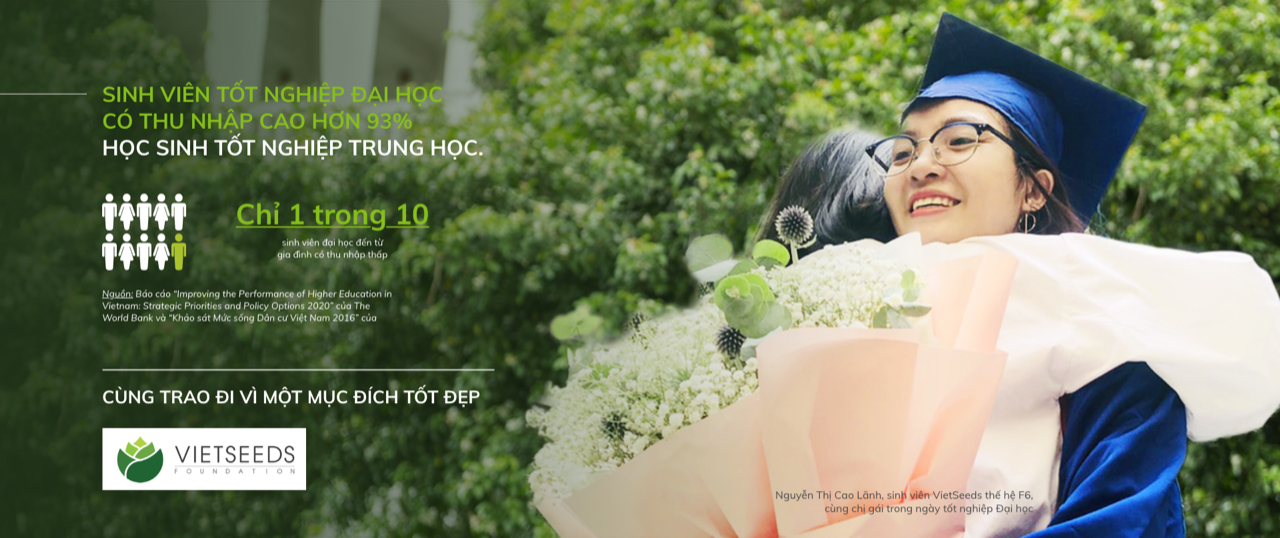 SINH VIÊN TỐT NGHIỆP ĐẠI HỌC
CÓ THU NHẬP CAO HƠN 93%
HỌC SINH TỐT NGHIỆP TRUNG HỌC.
Chỉ 1 trong 10
sinh viên đại học đến từ
gia đình có thu nhập thấp
Nguồn: Báo cáo “Improving the Performance of Higher Education in
Vietnam: Strategic Priorities and Policy Options 2020” của The
World Bank và “Khảo sát Mức sống Dân cư Việt Nam 2016” của
CÙNG TRAO ĐI VÌ MỘT MỤC ĐÍCH TỐT ĐẸP
VIETSEEDS
FOUNDATION
Nguyễn Thị Cao Lãnh, sinh viên VietSeeds thế hệ F6,
cùng chị gái trong ngày tốt nghiệp Đại học